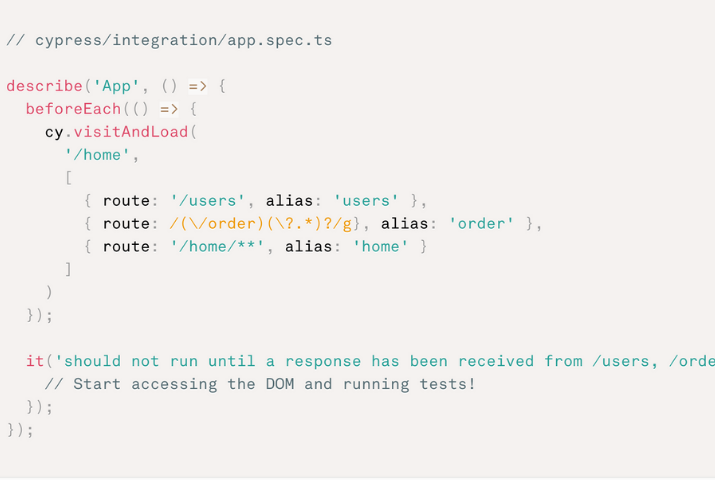 // cypress/integration/app.spec.ts
describe('App', () => {
beforeEach(() => {
cy.visitAndLoad(
'/home',
[
{ route: '/users', alias: 'users' },
{ route: /(\/order)(\?.*)?/g}, alias: 'order' },
{ route: '/home/**', alias: 'home' }
]
)
});
it('should not run until a response has been received from /users, /orde
// Start accessing the DOM and running tests!
});
});